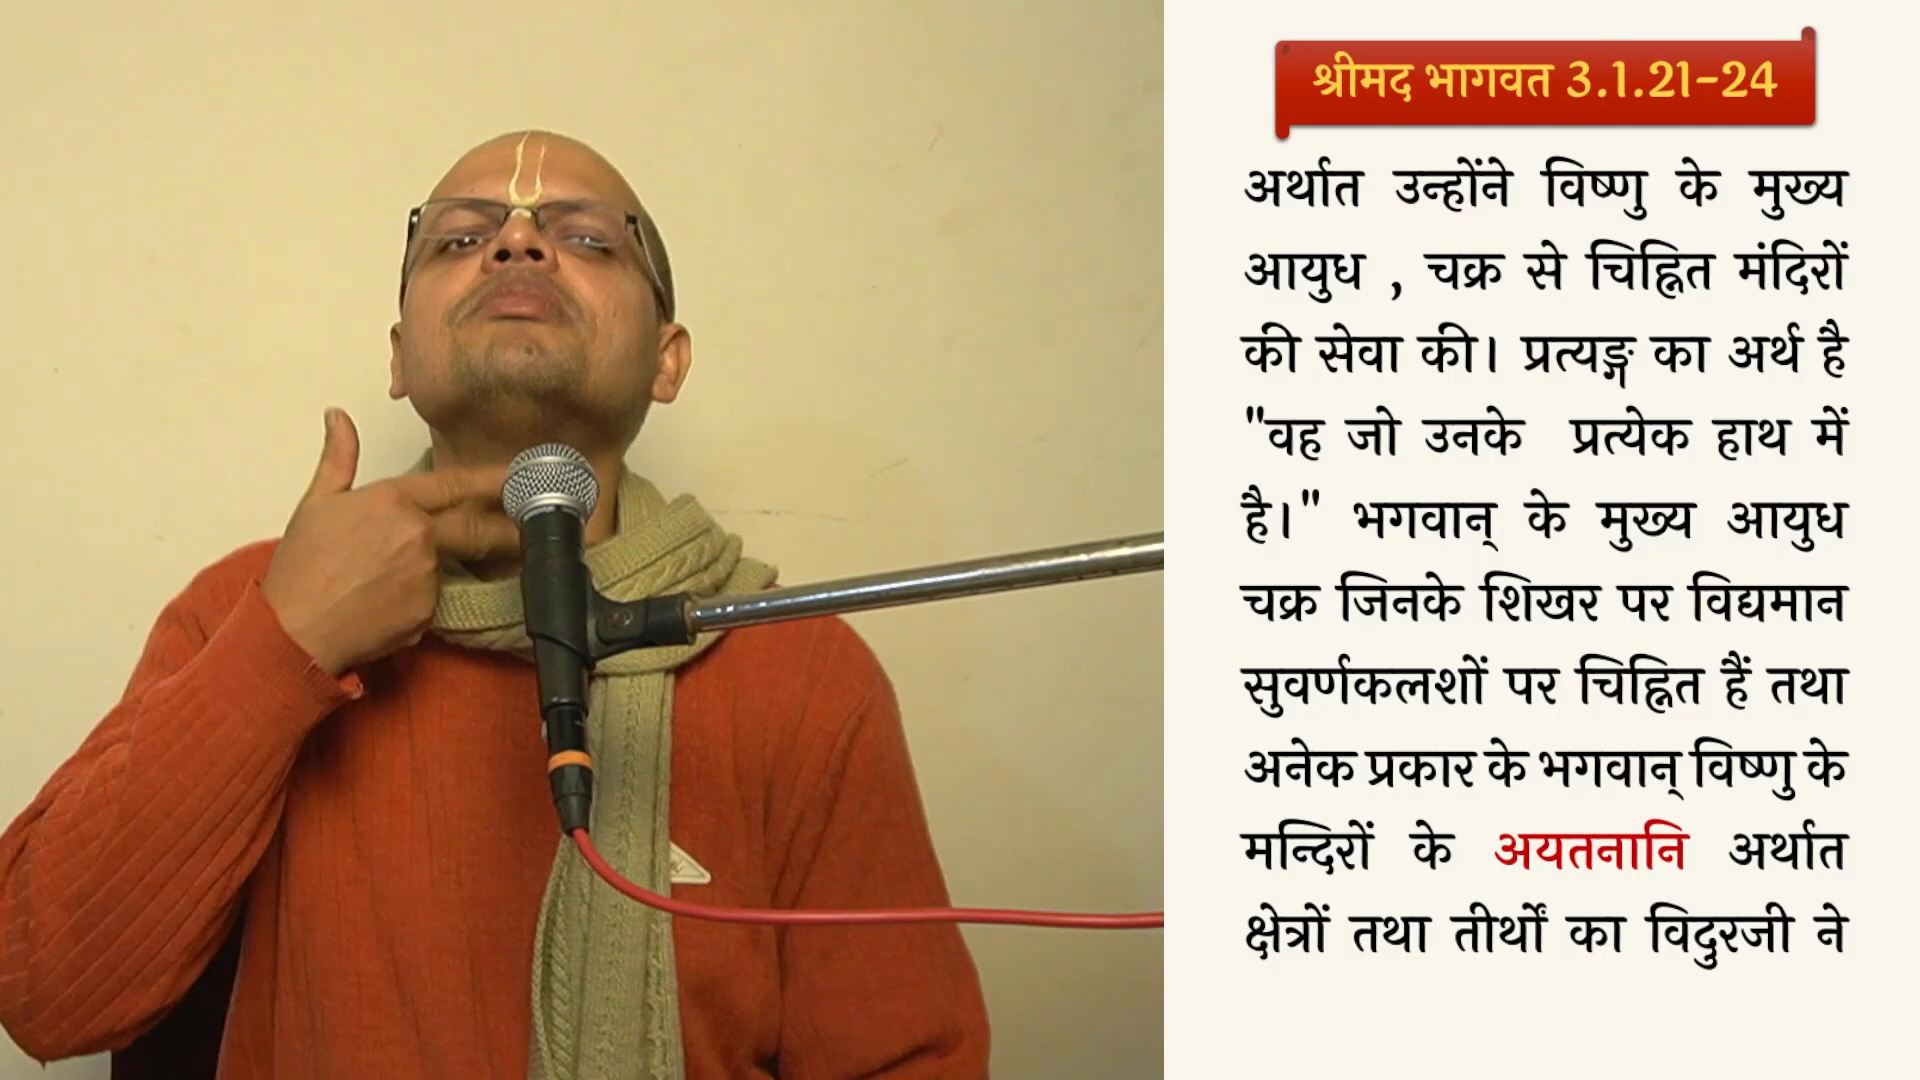 श्रीमद भागवत 3.1.21-24
अर्थात उन्होंने विष्णु के मुख्य
आयुध , चक्र से चिह्नित मंदिरों
की सेवा की। प्रत्यङ्ग का अर्थ है
"वह जो उनके प्रत्येक हाथ में
है।" भगवान् के मुख्य आयुध
चक्र जिनके शिखर पर विद्यमान
सुवर्णकलशों पर चिह्नित हैं तथा
अनेक प्रकार के भगवान् विष्णु के
मन्दिरों के अयतनानि अर्थात
क्षेत्रों तथा तीर्थों का विदुरजी ने